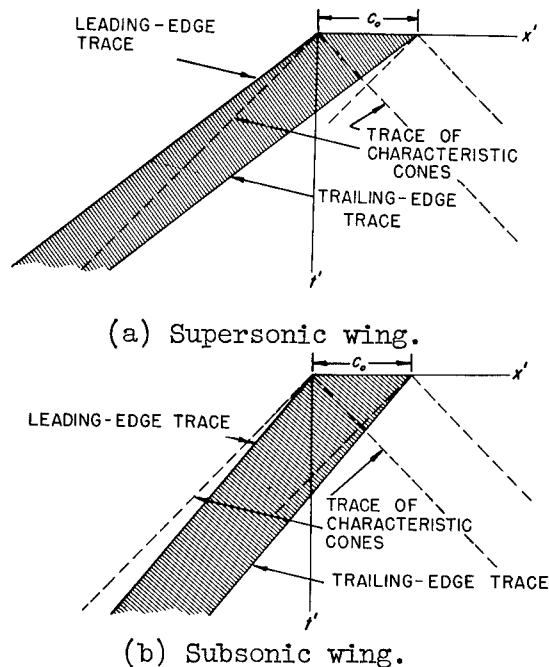 LEADING-EDGE
TRACE
C₀
x'
TRACE OF
CHARACTERISTIC
CONES
TRAILING-EDGE
TRACE
t'
(a) Supersonic wing.
C₀
x'
LEADING-EDGE TRACE
TRACE OF
CHARACTERISTIC
CONES
TRAILING-EDGE TRACE
t'
(b) Subsonic wing.